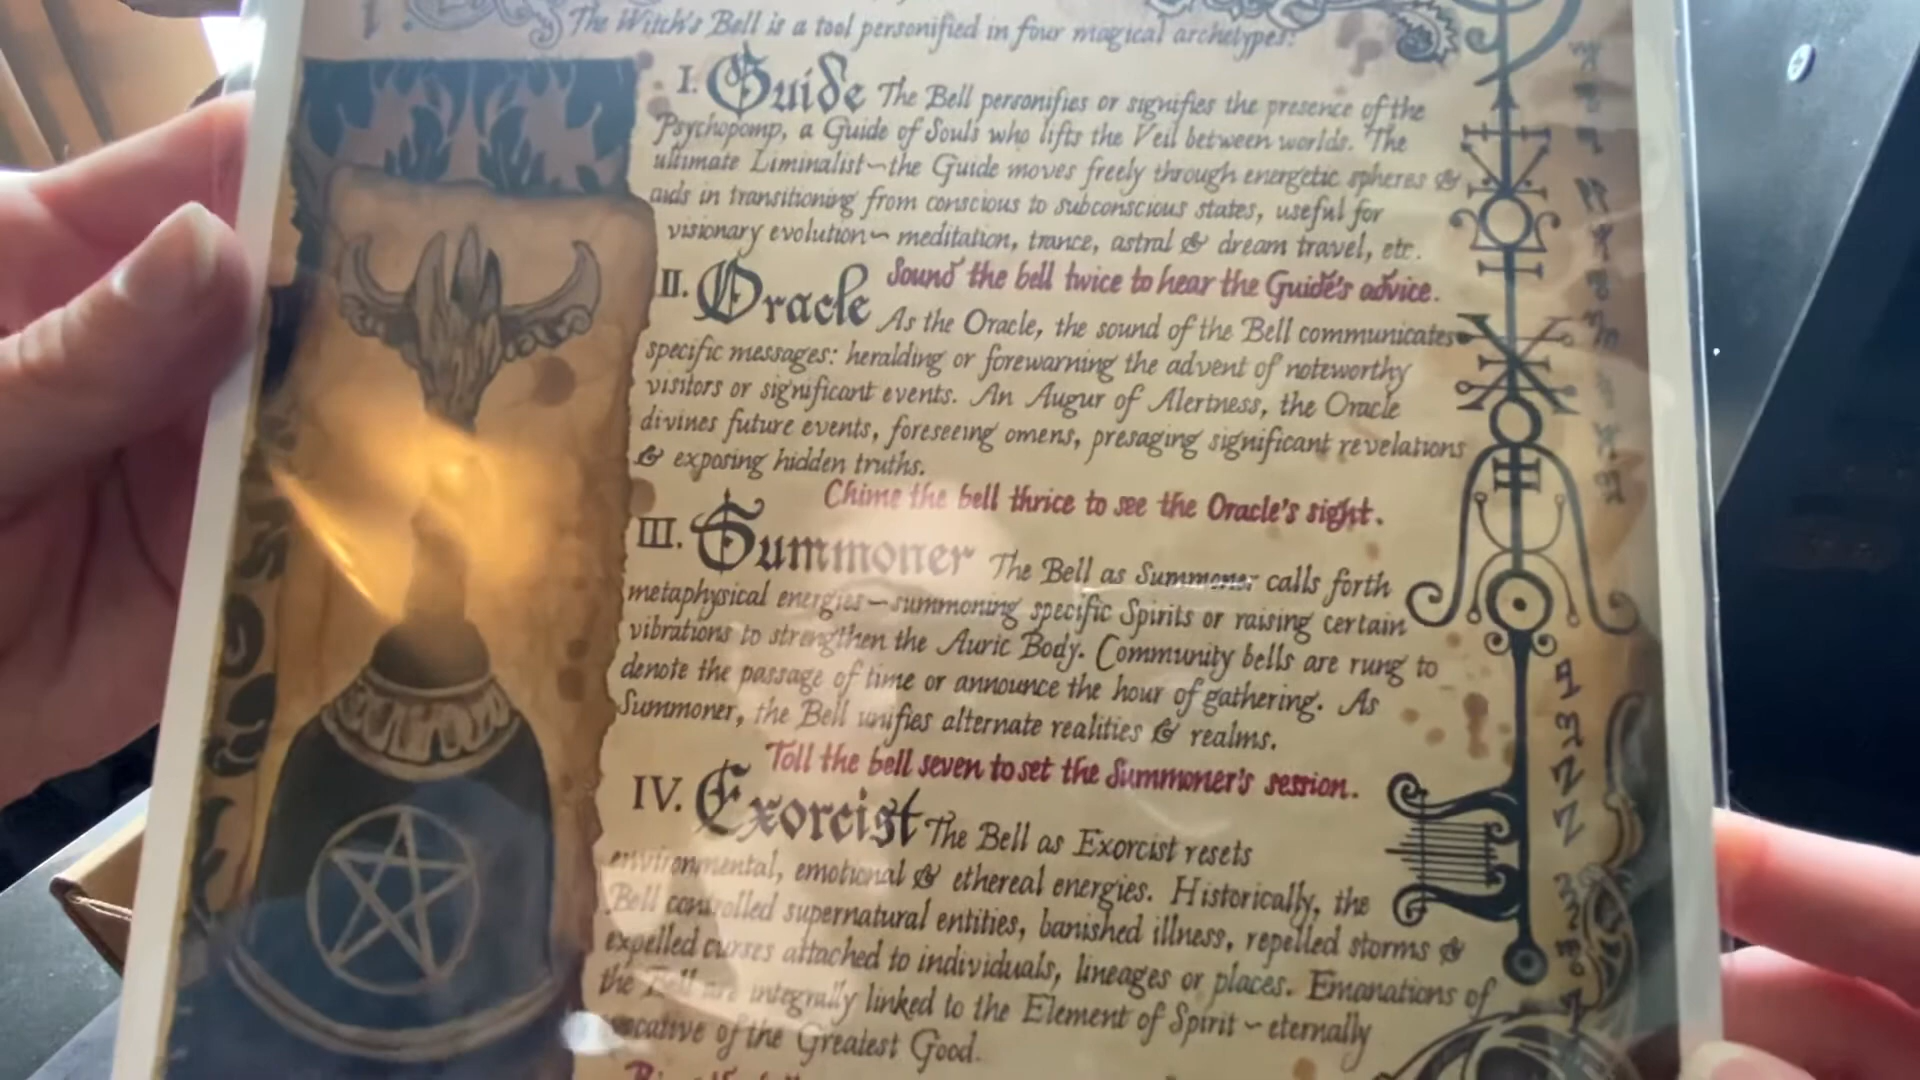 The Witch's Bell is a tool personified in four magical archetypes:
I. Guide The Bell personifies or signifies the presence of the
Psychopomp, a Guide of Souls who lifts the Veil between worlds. The
ultimate Liminalist~the Guide moves freely through energetic spheres &
aids in transitioning from conscious to subconscious states, useful for
visionary evolution~ meditation, trance, astral & dream travel, etc.
Sound the bell twice to hear the Guide's advice.
II. Oracle As the Oracle, the sound of the Bell communicates
specific messages: heralding or forewarning the advent of noteworthy
visitors or significant events. An Augur of Alertness, the Oracle
divines future events, foreseeing omens, presaging significant revelations
& exposing hidden truths.
Chime the bell thrice to see the Oracle's sight.
III. Summoner The Bell as Summoner calls forth
metaphysical energies~summoning specific Spirits or raising certain
vibrations to strengthen the Auric Body. Community bells are rung to
denote the passage of time or announce the hour of gathering. As
Summoner, the Bell unifies alternate realities & realms.
Toll the bell seven to set the Summoner's session.
IV. Exorcist The Bell as Exorcist resets
environmental, emotional & ethereal energies. Historically, the
Bell controlled supernatural entities, banished illness, repelled storms &
expelled curses attached to individuals, lineages or places. Emanations of
the Bell are integrally linked to the Element of Spirit ~ eternally
evocative of the Greatest Good.